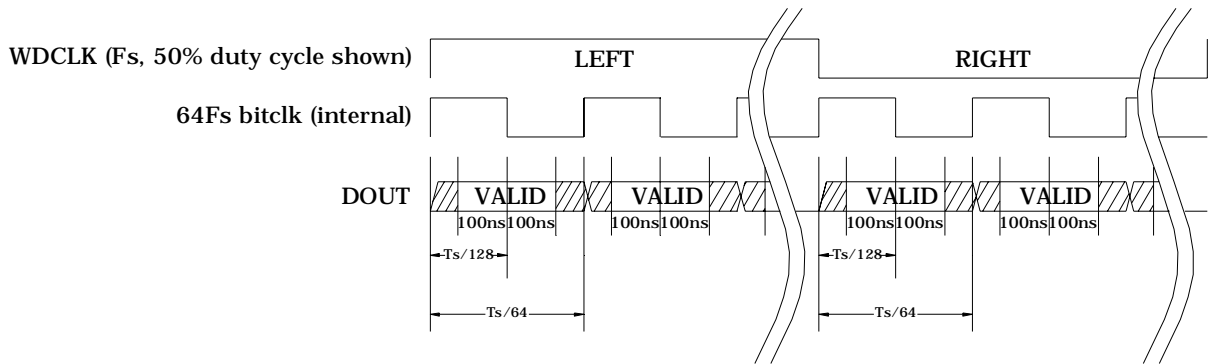 WDCLK (Fs, 50% duty cycle shown)
LEFT
RIGHT
64Fs bitclk (internal)
DOUT
VALID
VALID
VALID
VALID
100ns 100ns
100ns 100ns
100ns 100ns
100ns 100ns
Ts/128
Ts/128
Ts/64
Ts/64